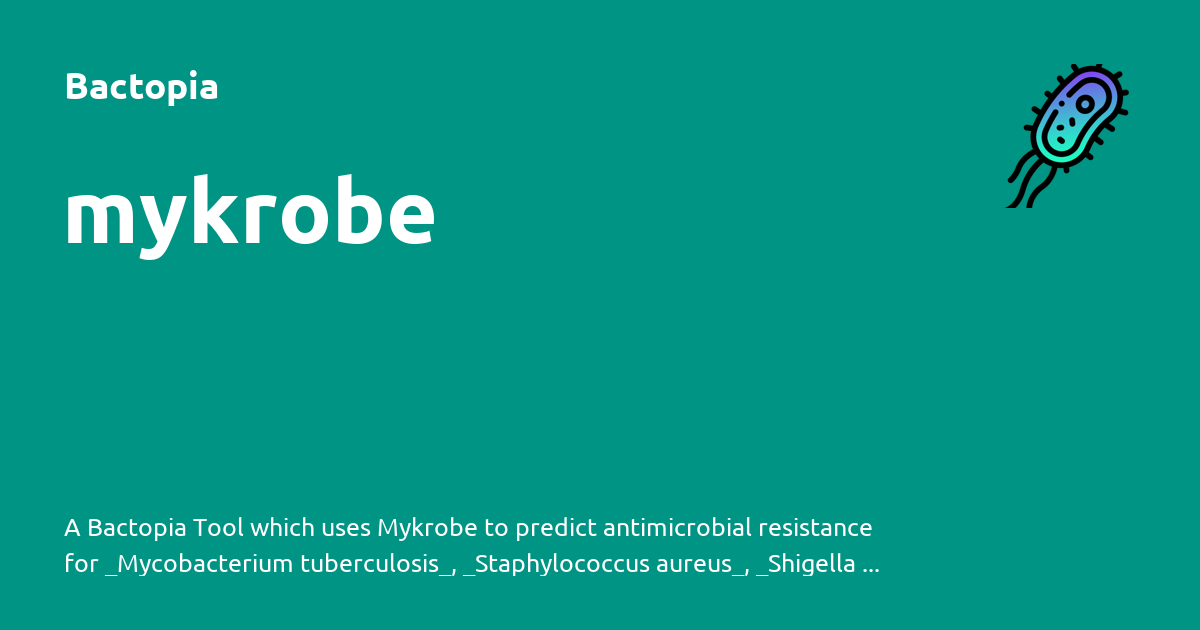 Bactopia
mykrobe
A Bactopia Tool which uses Mykrobe to predict antimicrobial resistance
for _Mycobacterium tuberculosis_, _Staphylococcus aureus_, _Shigella ...